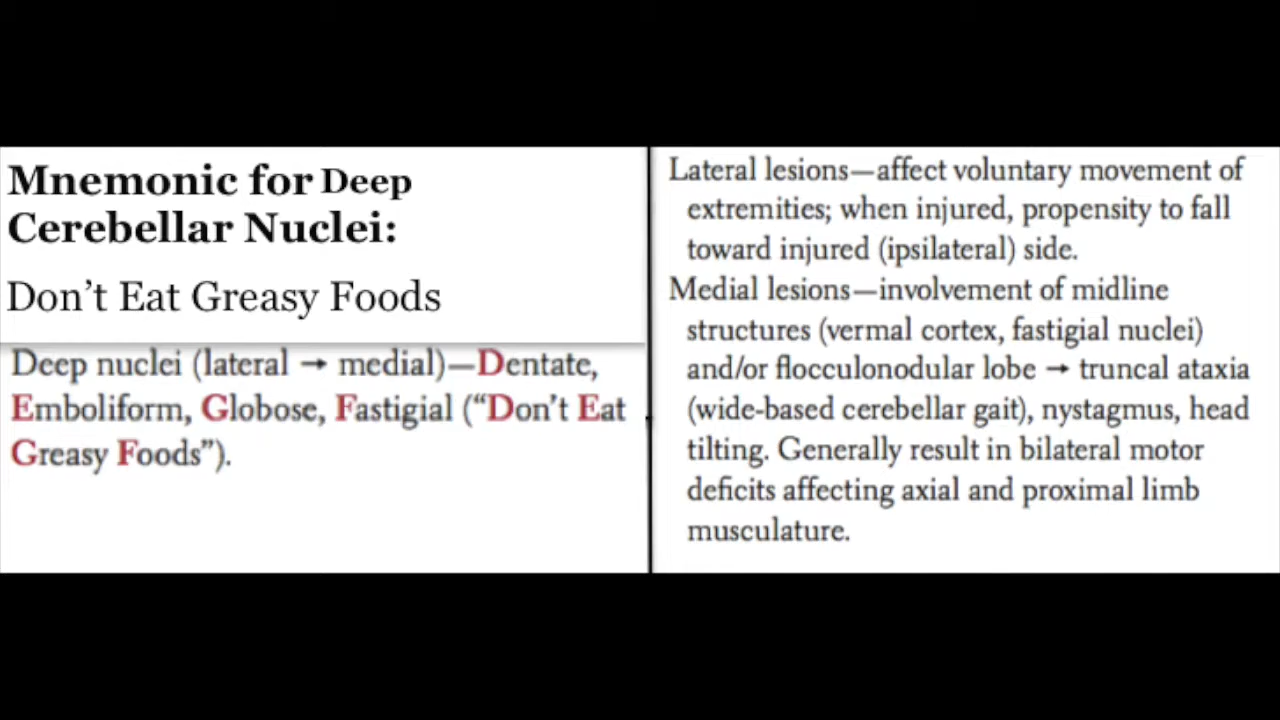 Mnemonic for Deep
Cerebellar Nuclei:
Don't Eat Greasy Foods
Deep nuclei (lateral → medial)—Dentate,
Emboliform, Globose, Fastigial (“Don't Eat
Greasy Foods”).
Lateral lesions—affect voluntary movement of
extremities; when injured, propensity to fall
toward injured (ipsilateral) side.
Medial lesions—involvement of midline
structures (vermal cortex, fastigial nuclei)
and/or flocculonodular lobe → truncal ataxia
(wide-based cerebellar gait), nystagmus, head
tilting. Generally result in bilateral motor
deficits affecting axial and proximal limb
musculature.